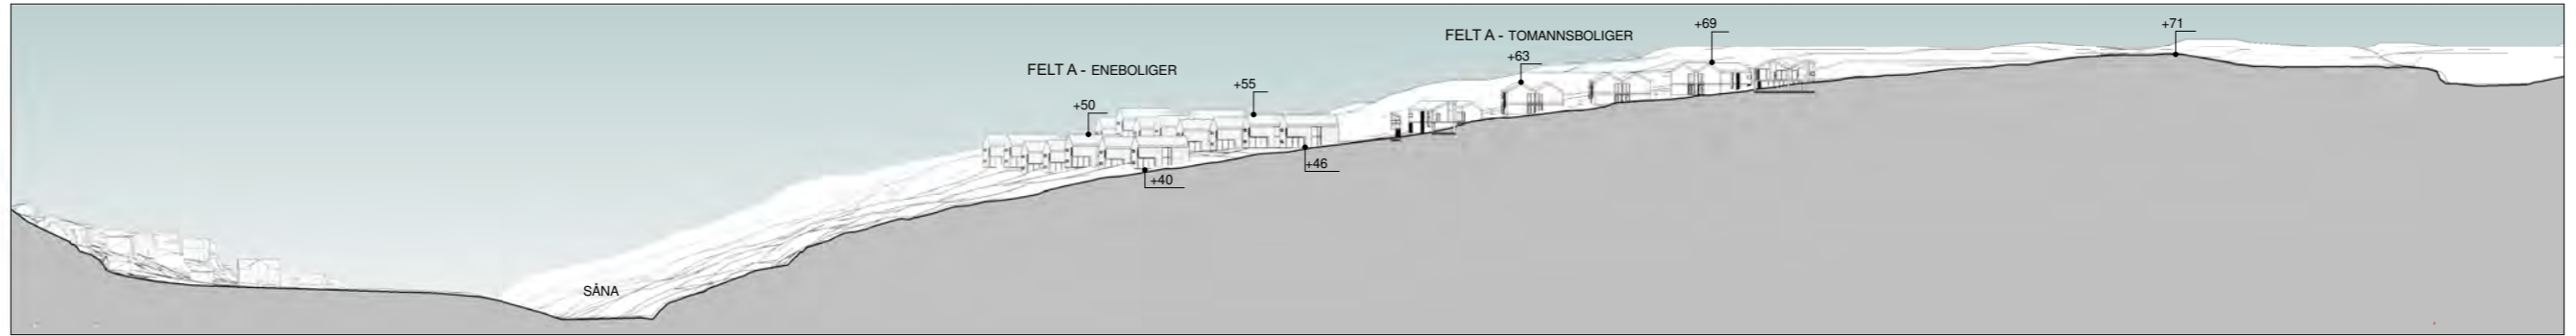 +69
+71
FELT A - TOMANNSBOLIGER
+63
FELT A - ENEBOLIGER
+55
+50
+46
+40
SÅNA